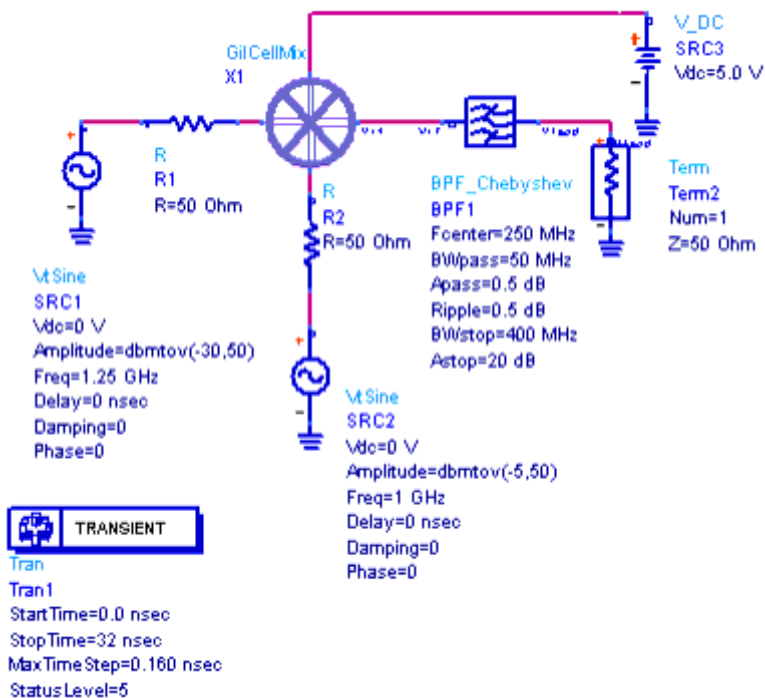 V_DC
SRC3
Vdc=5.0 V
GilCellMix
X1
R
R1
R=50 Ohm
R
R2
R=50 Ohm
Vif
Vif
Vload
Vload
BPF_Chebyshev
BPF1
Fcenter=250 MHz
BWpass=50 MHz
Apass=0.5 dB
Ripple=0.5 dB
BWstop=400 MHz
Astop=20 dB
Term
Term2
Num=1
Z=50 Ohm
VtSine
SRC1
Vdc=0 V
Amplitude=dbmtov(-30,50)
Freq=1.25 GHz
Delay=0 nsec
Damping=0
Phase=0
VtSine
SRC2
Vdc=0 V
Amplitude=dbmtov(-5,50)
Freq=1 GHz
Delay=0 nsec
Damping=0
Phase=0
TRANSIENT
Tran
Tran1
StartTime=0.0 nsec
StopTime=32 nsec
MaxTimeStep=0.160 nsec
StatusLevel=5